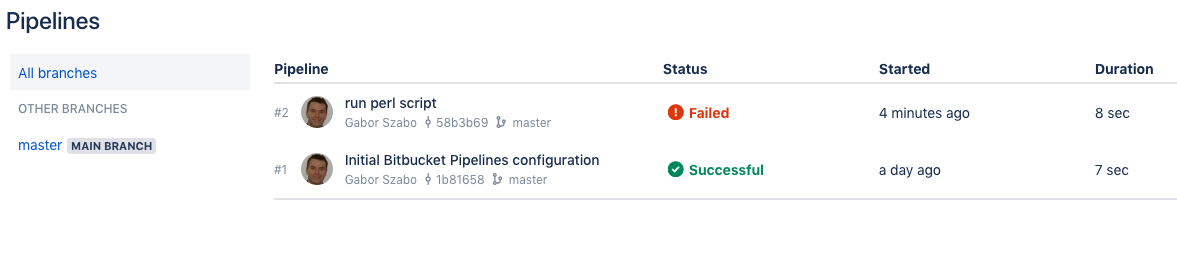 Pipelines
All branches
OTHER BRANCHES
master MAIN BRANCH
Pipeline Status Started Duration
#2 run perl script Failed 4 minutes ago 8 sec
Gabor Szabo 58b3b69 master
#1 Initial Bitbucket Pipelines configuration Successful a day ago 7 sec
Gabor Szabo 1b81658 master